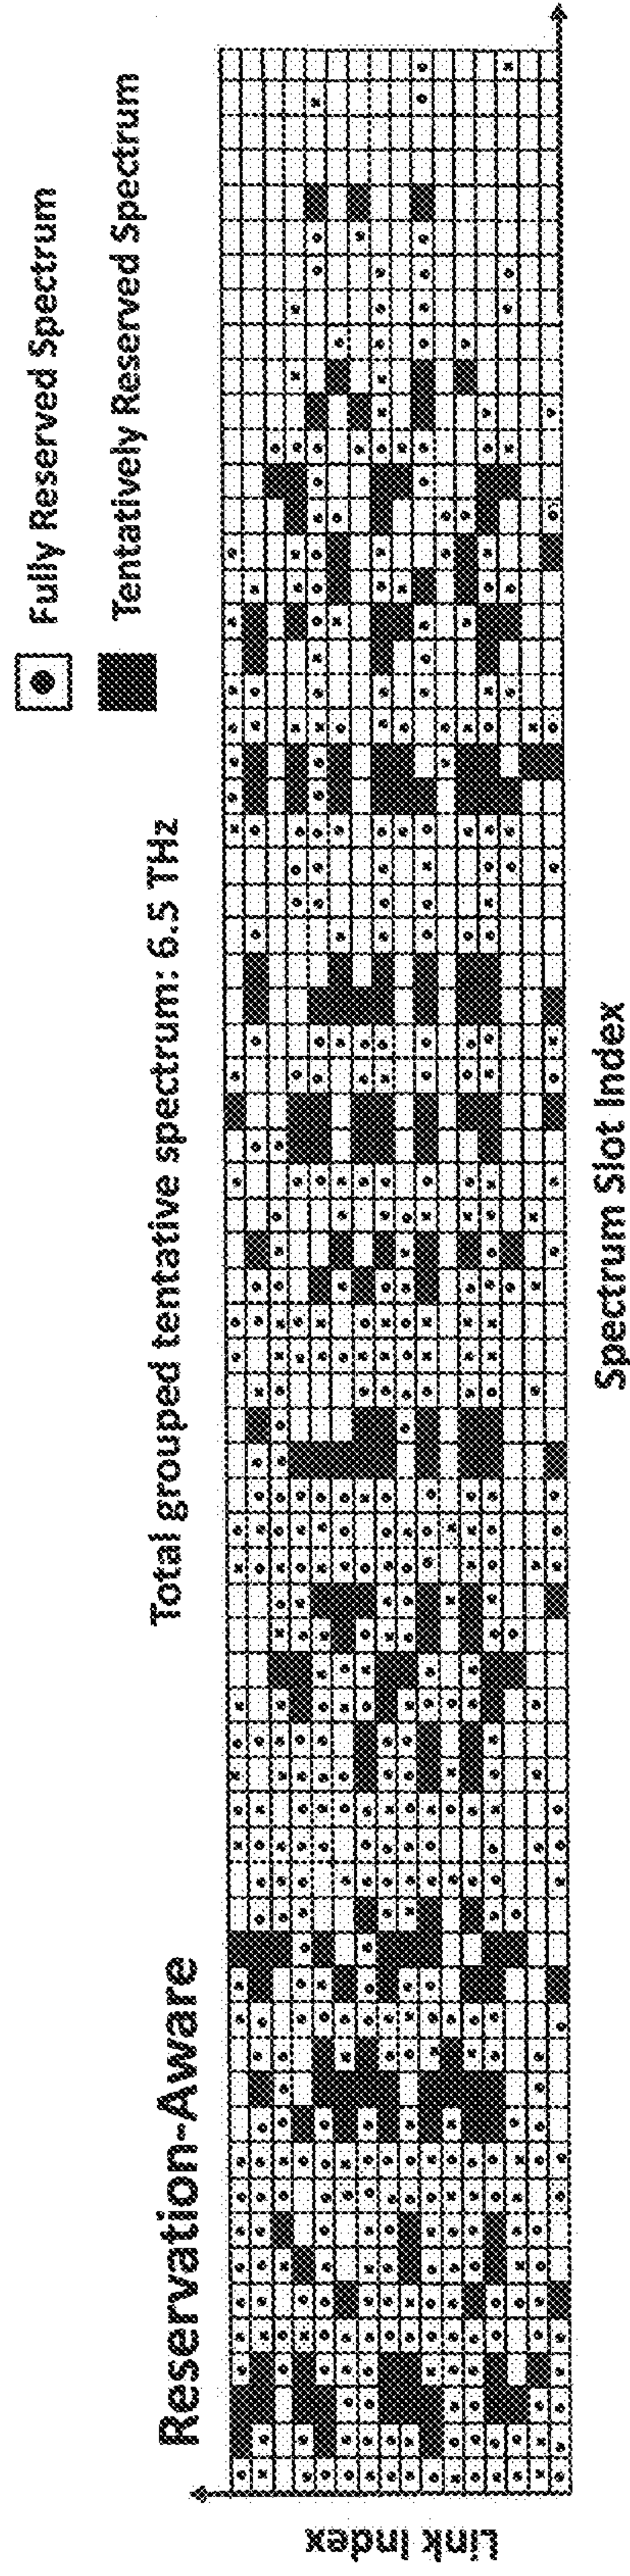 Fully Reserved Spectrum
Tentatively Reserved Spectrum
Reservation-Aware
Total grouped tentative spectrum: 6.5 THz
Link Index
Spectrum Slot Index